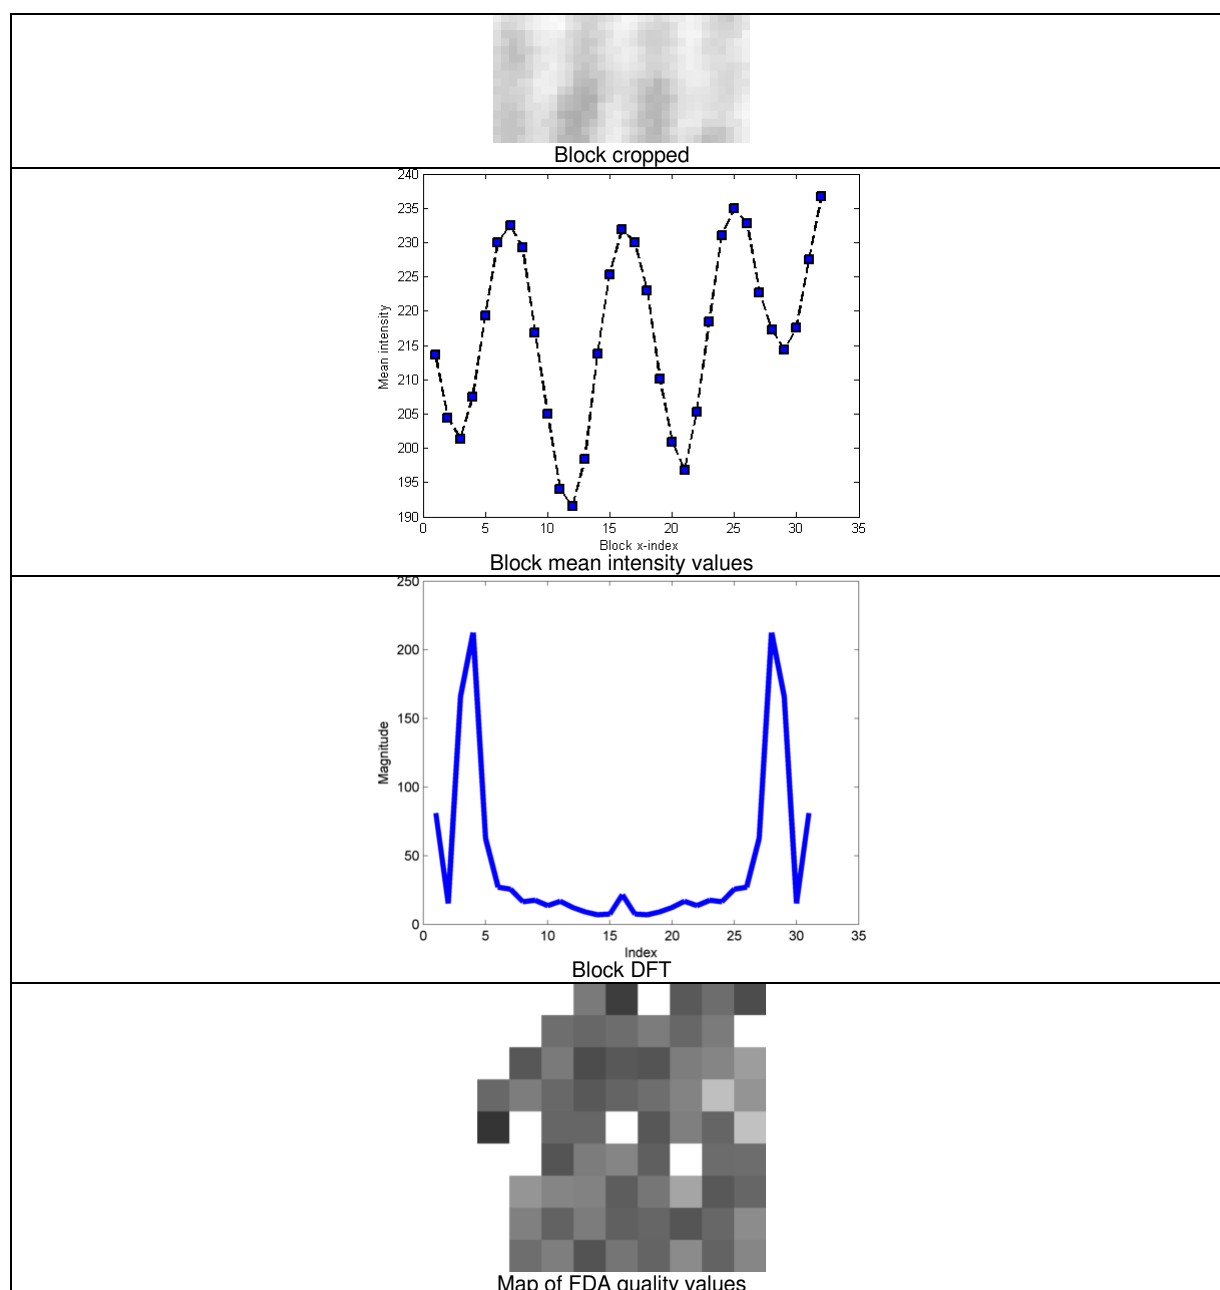 Block cropped
240
235
230
225
220
215
210
205
200
195
190
Mean intensity
0 5 10 15 20 25 30 35
Block x-index
Block mean intensity values
250
200
150
100
50
0
Magnitude
0 5 10 15 20 25 30 35
Index
Block DFT
Map of FDA quality values